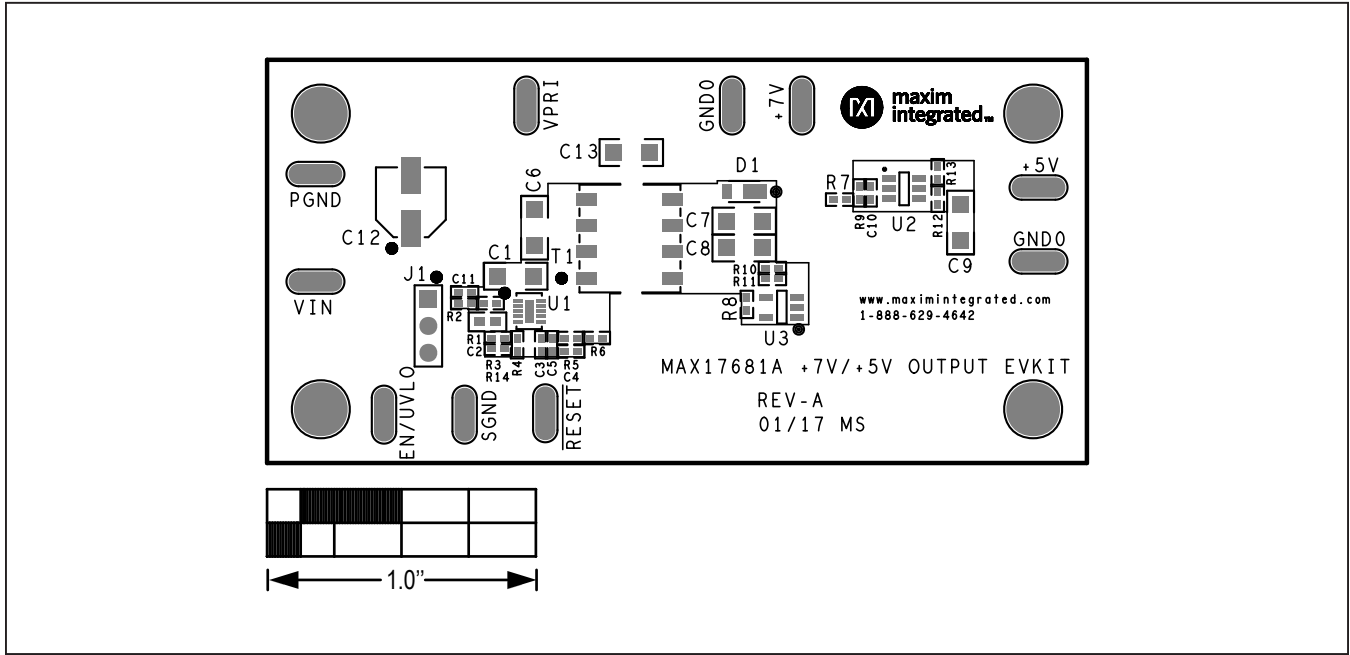 VPRI
GND0
+7V
maxim
integrated™
PGND
C12
VIN
J1
C11
R2
C6
C13
C1
T1
U1
R1
C2
R3
R14
R4
C3
C5
R5
C4
R6
D1
C7
C8
R10
R11
R8
U3
R7
R9
C10
U2
R13
R12
C9
+5V
GND0
www.maximintegrated.com
1-888-629-4642
MAX17681A +7V/+5V OUTPUT EVKIT
REV-A
01/17 MS
EN/UVLO
SGND
RESET
1.0”